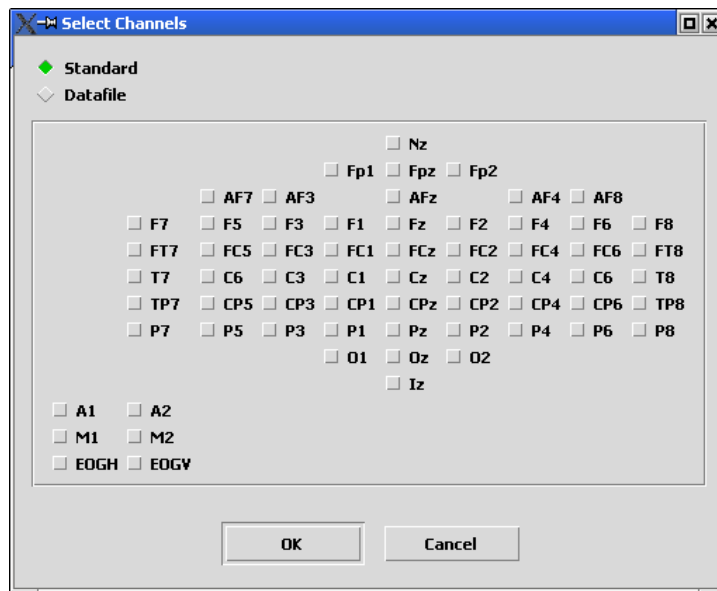 Select Channels
Standard
Datafile
Nz
Fp1 Fpz Fp2
AF7 AF3 AFz AF4 AF8
F7 F5 F3 F1 Fz F2 F4 F6 F8
FT7 FC5 FC3 FC1 FCz FC2 FC4 FC6 FT8
T7 C6 C3 C1 Cz C2 C4 C6 T8
TP7 CP5 CP3 CP1 CPz CP2 CP4 CP6 TP8
P7 P5 P3 P1 Pz P2 P4 P6 P8
O1 Oz O2
Iz
A1 A2
M1 M2
EOGH EOGV
OK Cancel